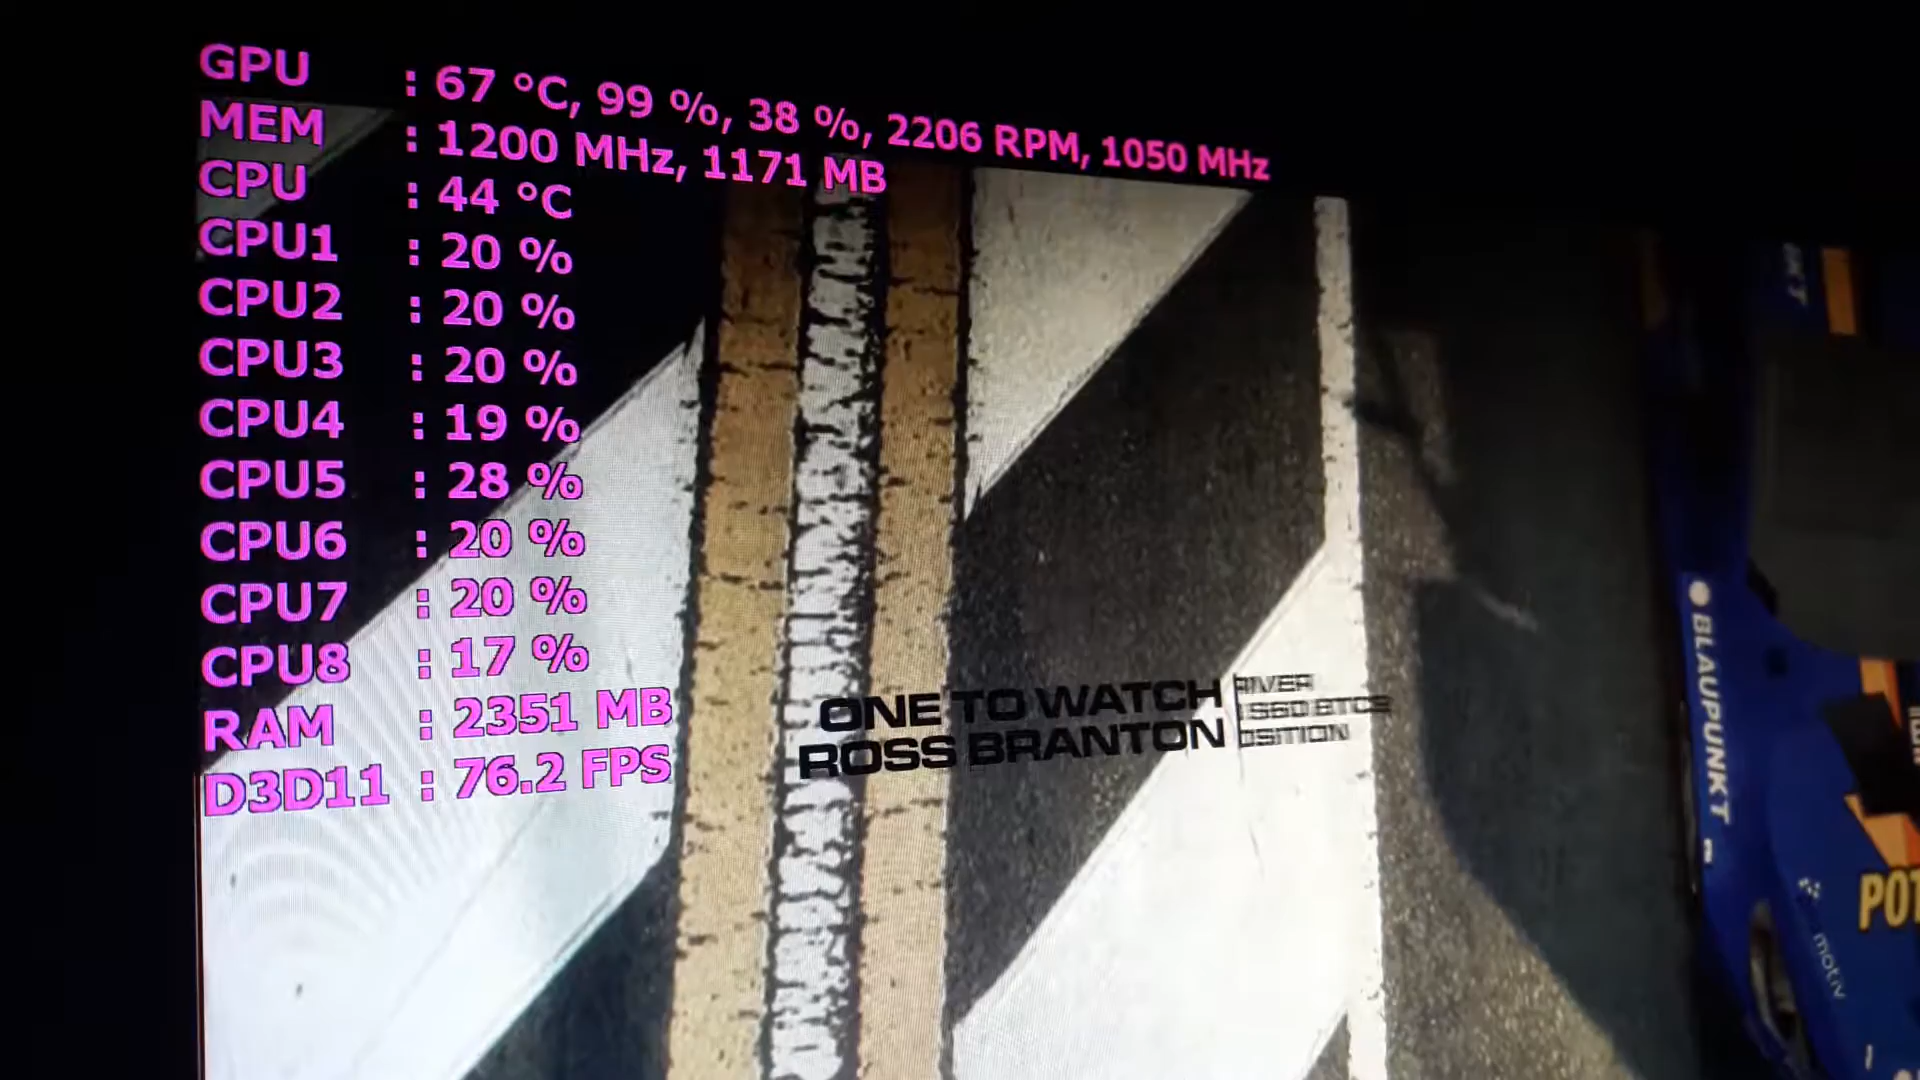 GPU : 67 °C, 99 %, 38 %, 2206 RPM, 1050 MHz
MEM : 1200 MHz, 1171 MB
CPU : 44 °C
CPU1 : 20 %
CPU2 : 20 %
CPU3 : 20 %
CPU4 : 19 %
CPU5 : 28 %
CPU6 : 20 %
CPU7 : 20 %
CPU8 : 17 %
RAM : 2351 MB
D3D11 : 76.2 FPS
ONE TO WATCH
ROSS BRANTON
BLAUPUNKT
POT
motiv